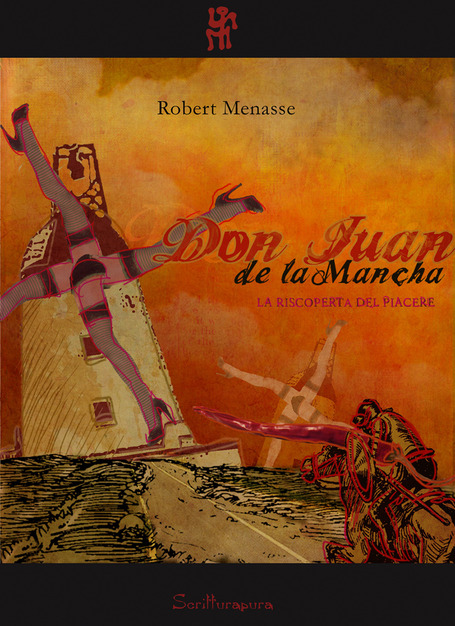 Robert Menasse
Don Juan
de la Mancha
LA RISCOPERTA DEL PIACERE
Scritturapura